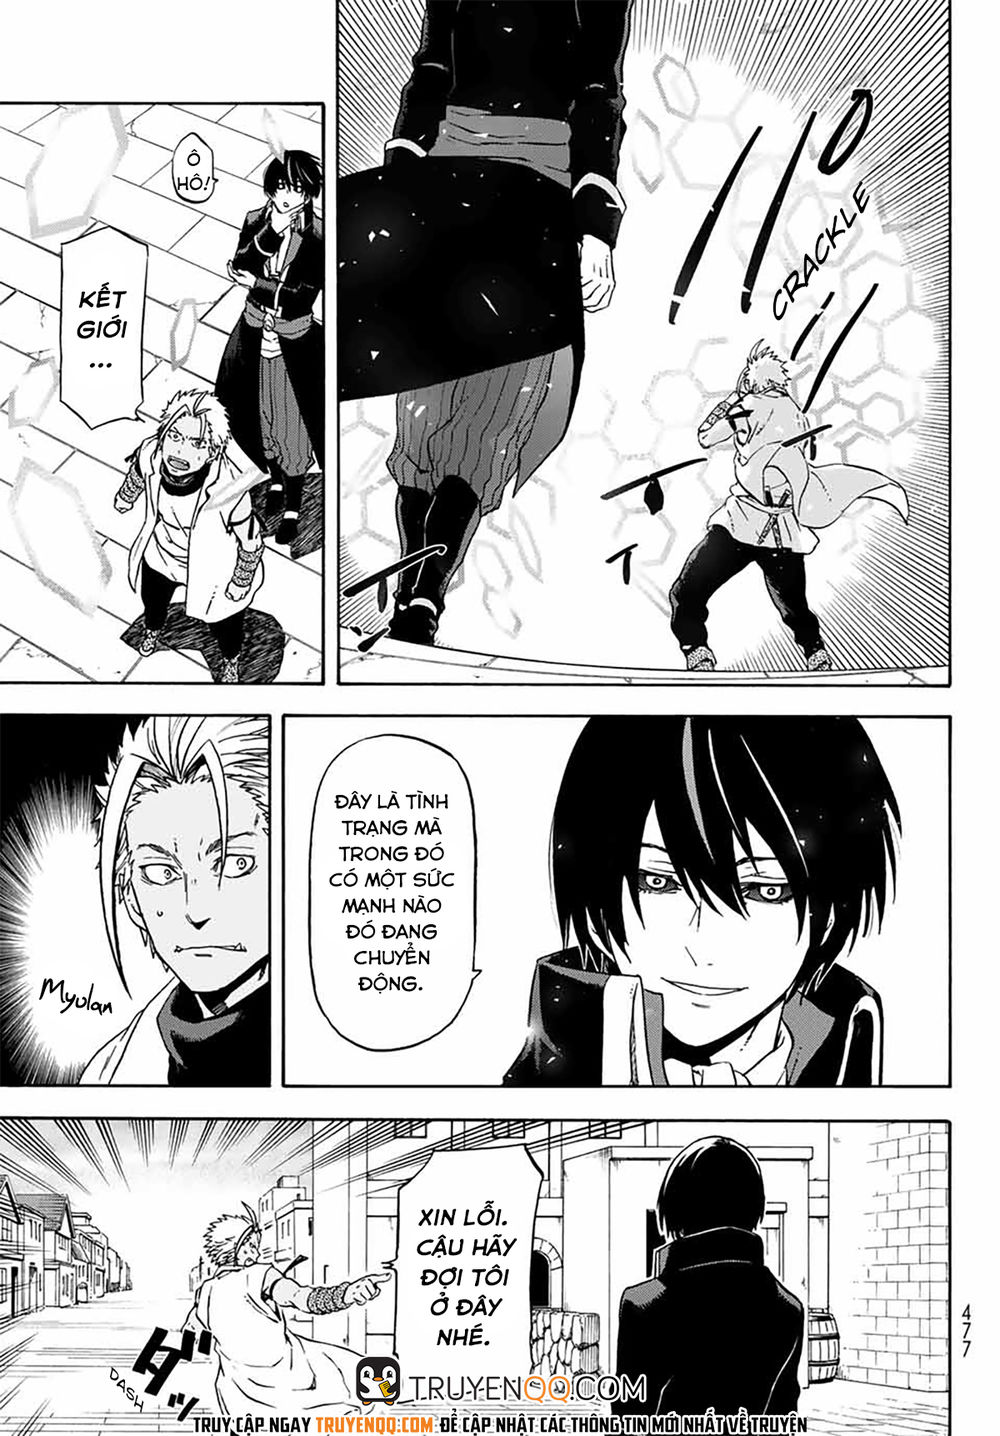 CRACKLE
Ô
HÔ!
KẾT
GIỚI
...
ĐÂY LÀ TÌNH
TRẠNG MÀ
TRONG ĐÓ
CÓ MỘT SỨC
MẠNH NÀO
ĐÓ ĐANG
CHUYỂN
ĐỘNG.
Myulan
XIN LỖI.
CẬU HÃY
ĐỢI TÔI
Ở ĐÂY
NHÉ.
ダッ
DASH
477
TRUYENQQ.COM
TRUY CẬP NGAY TRUYENQQ.COM ĐỂ CẬP NHẬT CÁC THÔNG TIN MỚI NHẤT VỀ TRUYỆN